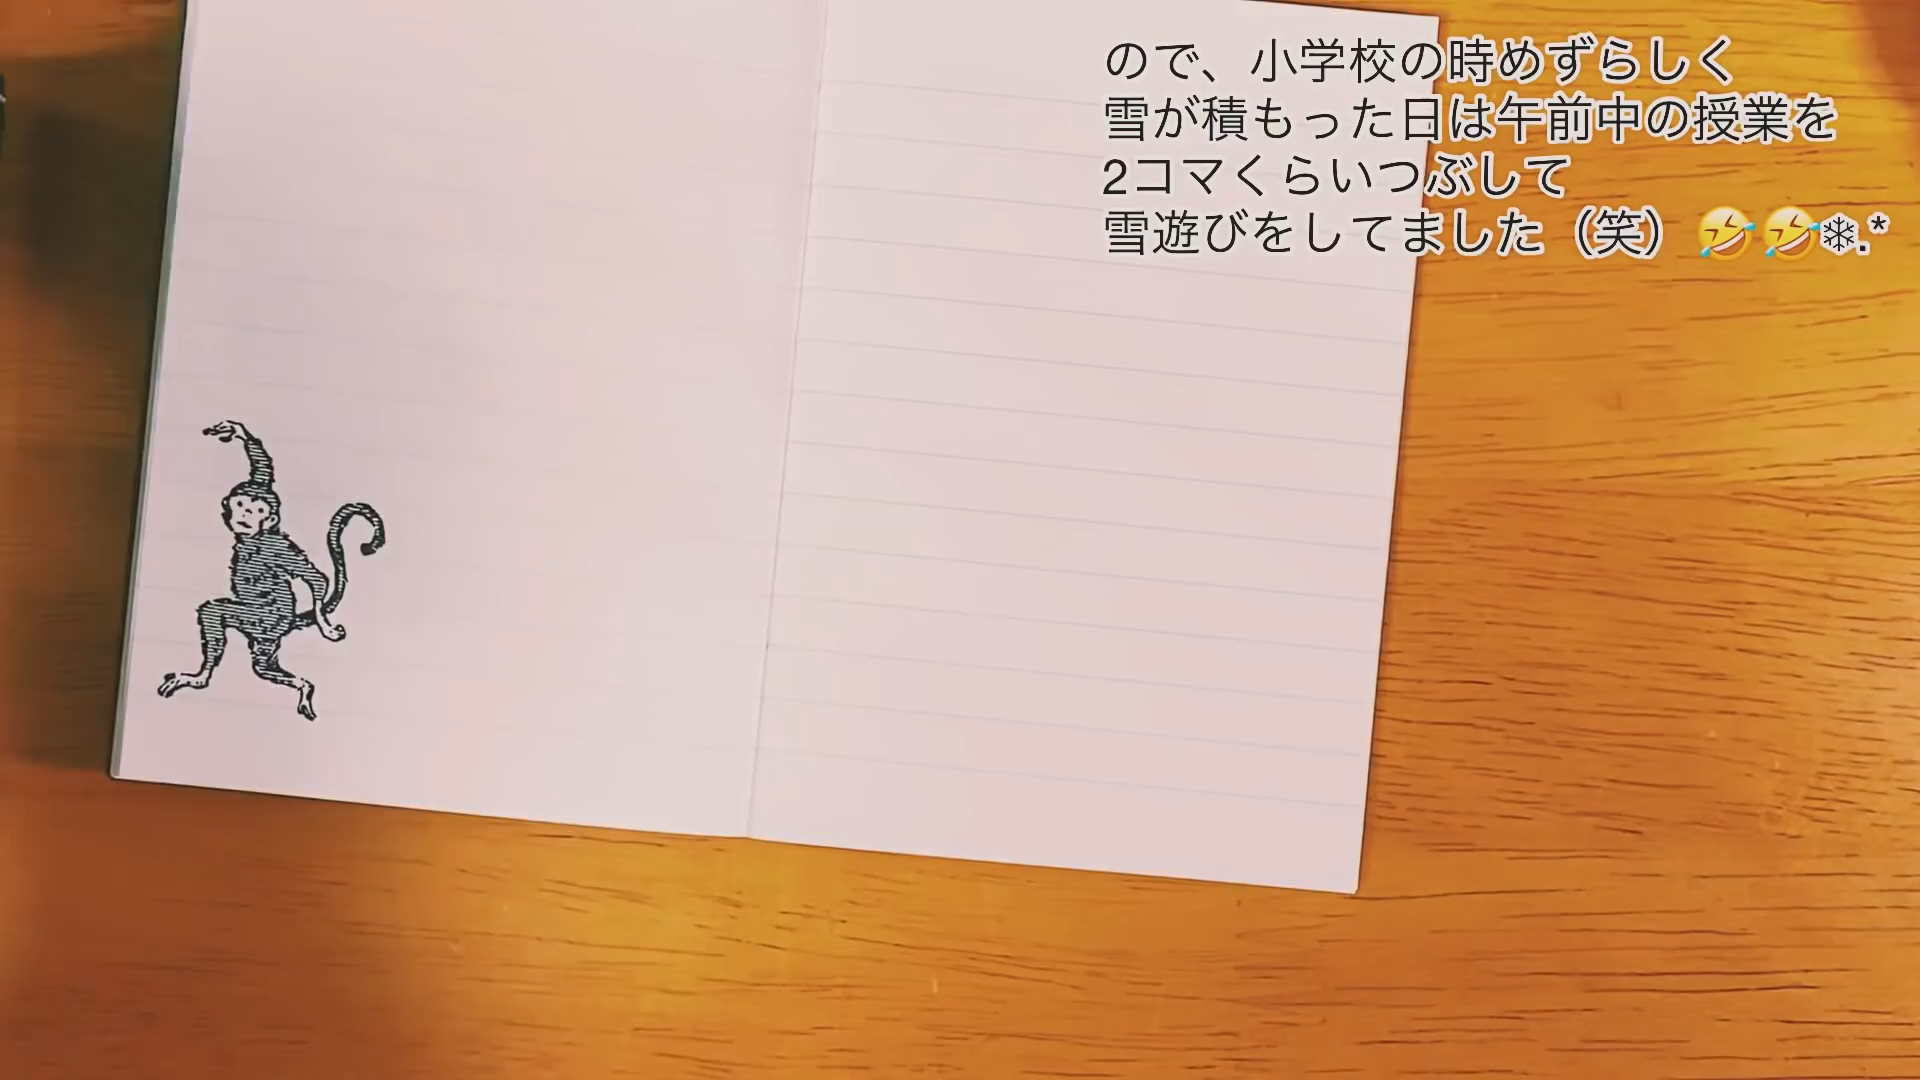 ので、小学校の時めずらしく
雪が積もった日は午前中の授業を
2コマくらいつぶして
雪遊びをしてました（笑）🤣🤣❄.*